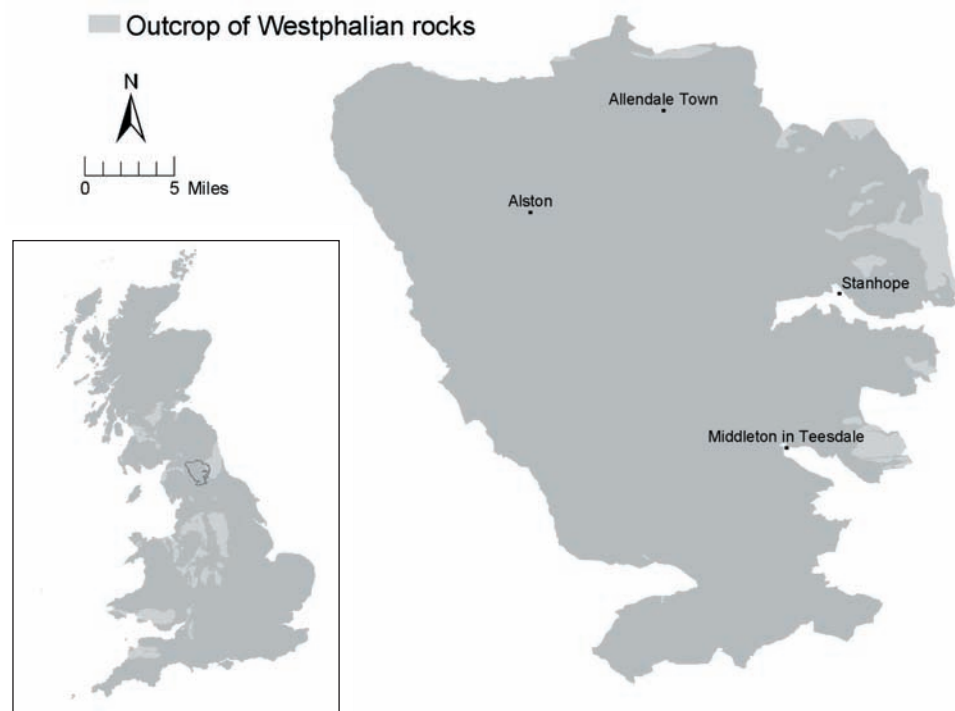 Outcrop of Westphalian rocks
N
0 5 Miles
Allendale Town
Alston
Stanhope
Middleton in Teesdale